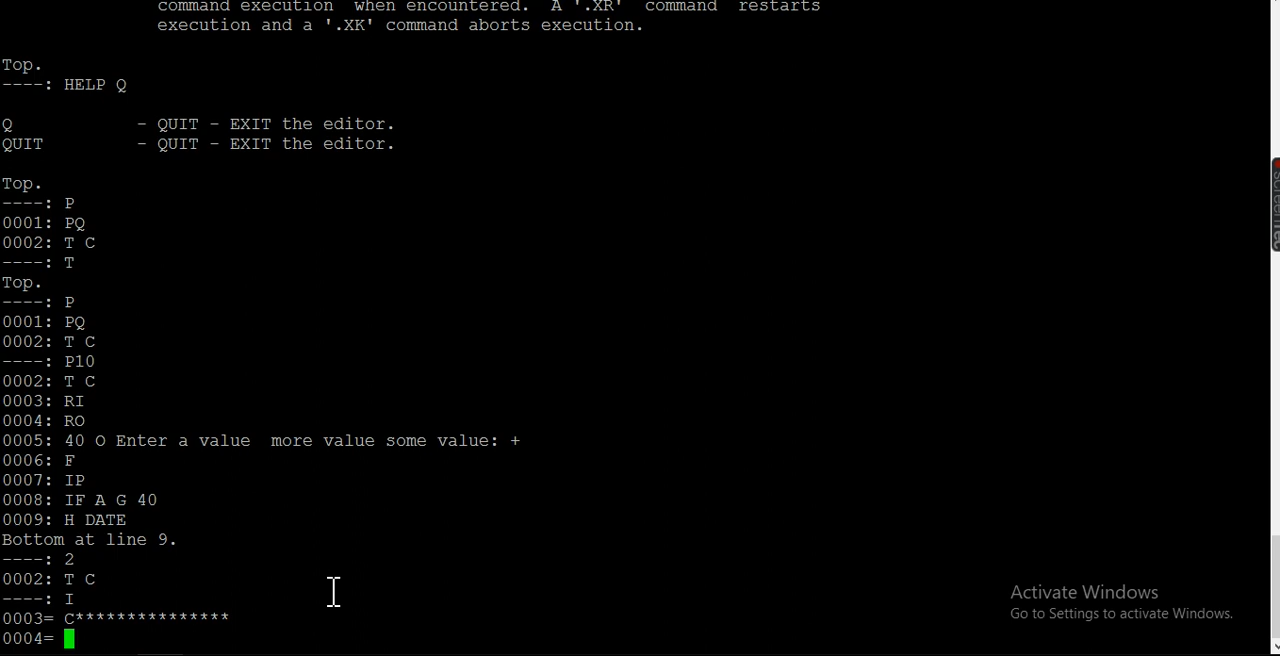 command execution  when encountered.  A '.XR'  command  restarts
execution and a '.XK' command aborts execution.
Top.
----: HELP Q
Q            - QUIT - EXIT the editor.
QUIT         - QUIT - EXIT the editor.
Top.
----: P
0001: PQ
0002: T C
----: T
Top.
----: P
0001: PQ
0002: T C
----: P10
0002: T C
0003: RI
0004: RO
0005: 40 O Enter a value  more value some value: +
0006: F
0007: IP
0008: IF A G 40
0009: H DATE
Bottom at line 9.
----: 2
0002: T C
----: I
0003= C***************
0004=
Activate Windows
Go to Settings to activate Windows.